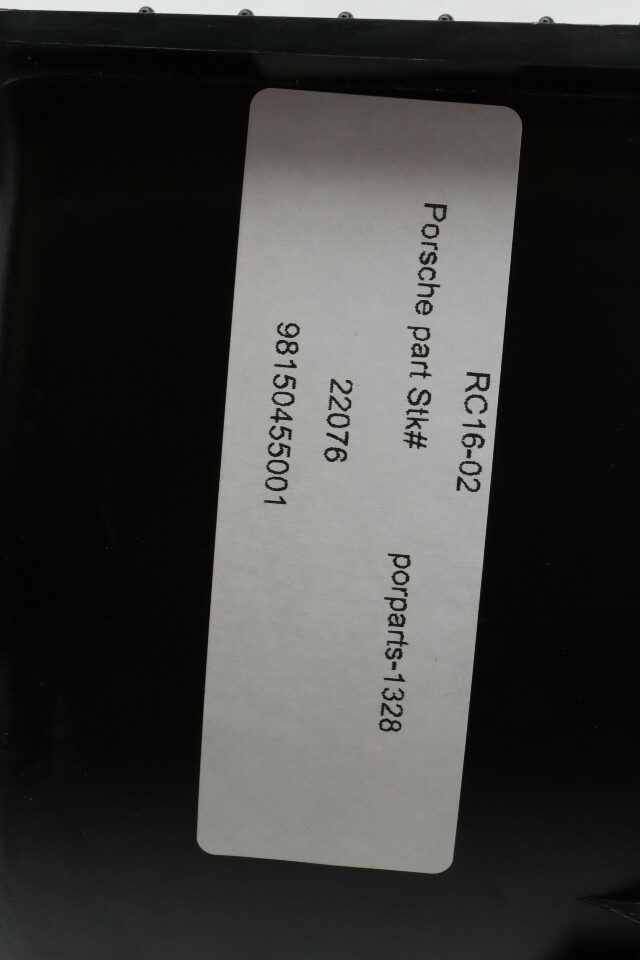 RC16-02
Porsche part Stk#
porparts-1328
22076
98150455001